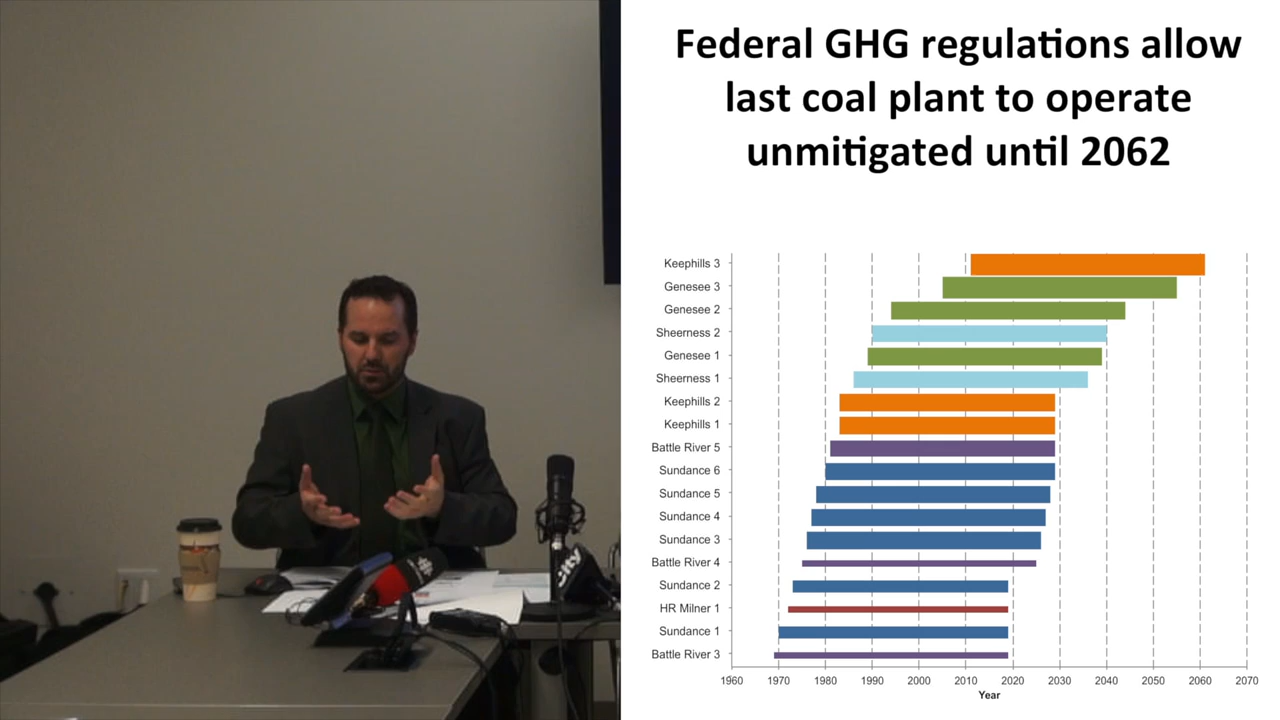 Federal GHG regulations allow
last coal plant to operate
unmitigated until 2062
Keephills 3
Genesee 3
Genesee 2
Sheerness 2
Genesee 1
Sheerness 1
Keephills 2
Keephills 1
Battle River 5
Sundance 6
Sundance 5
Sundance 4
Sundance 3
Battle River 4
Sundance 2
HR Milner 1
Sundance 1
Battle River 3
1960 1970 1980 1990 2000 2010 2020 2030 2040 2050 2060 2070
Year
city